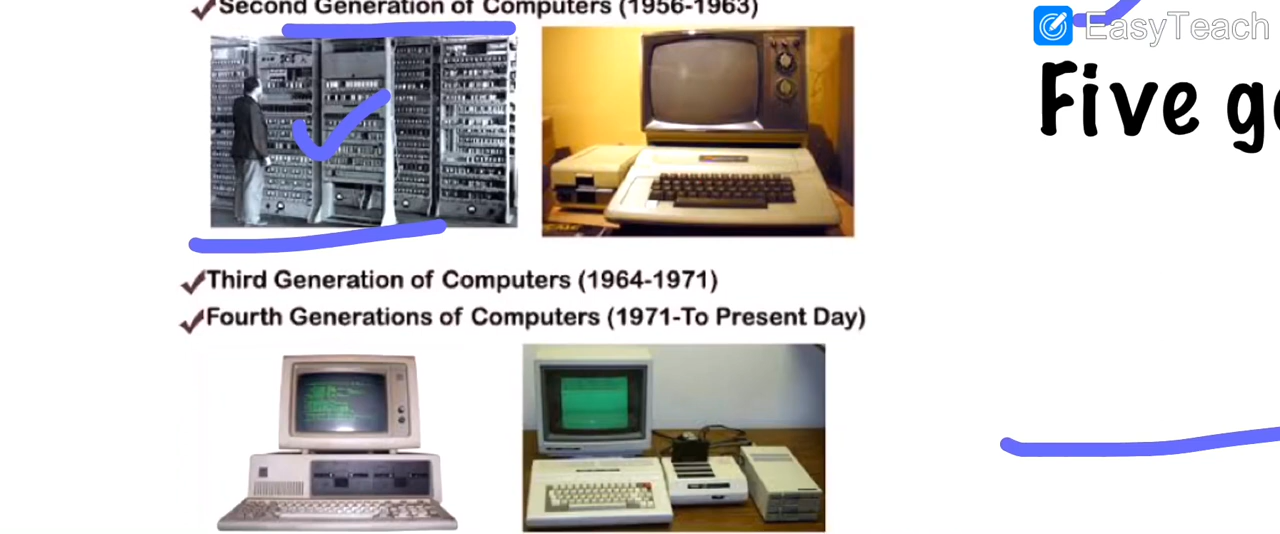 Second Generation of Computers (1956-1963)
EasyTeach
Five
Third Generation of Computers (1964-1971)
Fourth Generations of Computers (1971-To Present Day)